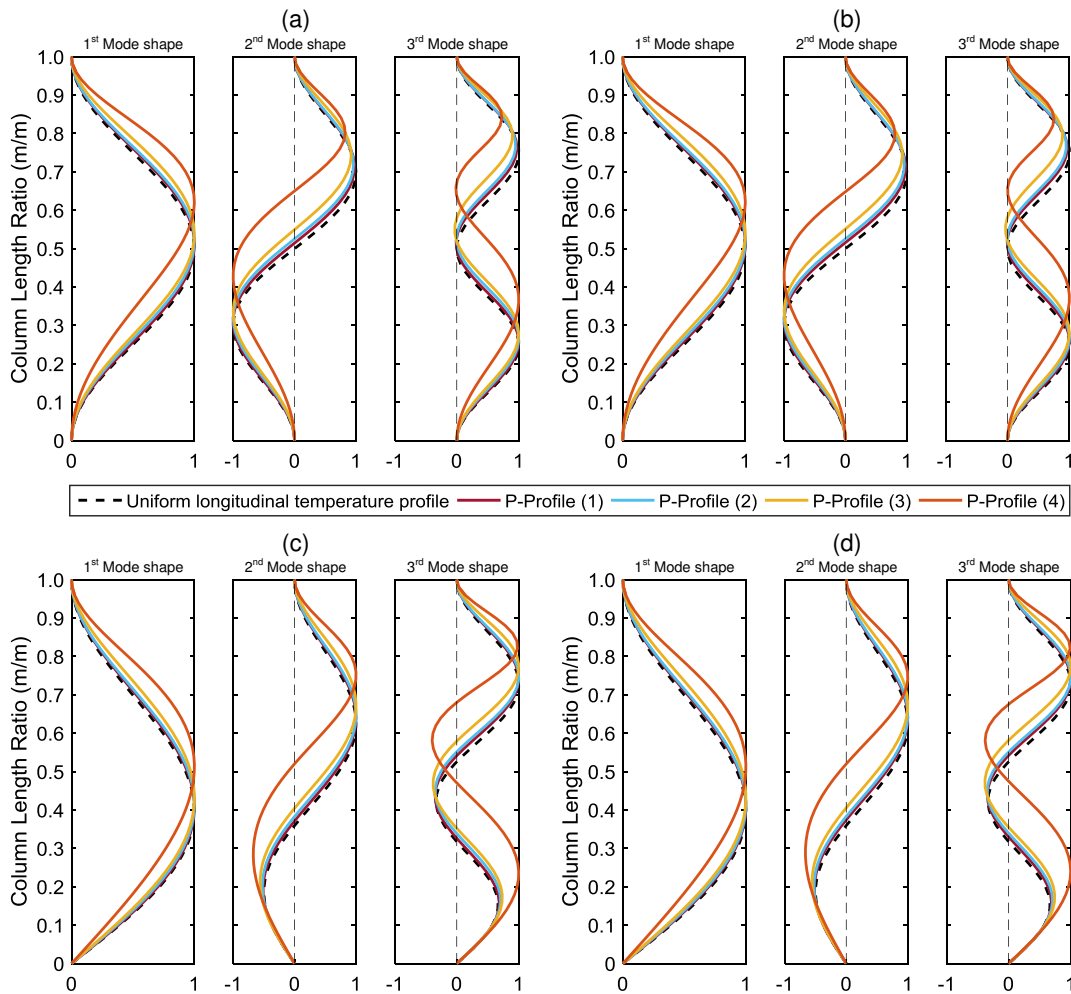 (a)
1st Mode shape
2nd Mode shape
3rd Mode shape
1.0
0.9
0.8
0.7
0.6
0.5
0.4
0.3
0.2
0.1
0
Column Length Ratio (m/m)
0 1
-1 0 1
-1 0 1
(b)
1st Mode shape
2nd Mode shape
3rd Mode shape
1.0
0.9
0.8
0.7
0.6
0.5
0.4
0.3
0.2
0.1
0
Column Length Ratio (m/m)
0 1
-1 0 1
-1 0 1
Uniform longitudinal temperature profile P-Profile (1) P-Profile (2) P-Profile (3) P-Profile (4)
(c)
1st Mode shape
2nd Mode shape
3rd Mode shape
1.0
0.9
0.8
0.7
0.6
0.5
0.4
0.3
0.2
0.1
0
Column Length Ratio (m/m)
0 1
-1 0 1
-1 0 1
(d)
1st Mode shape
2nd Mode shape
3rd Mode shape
1.0
0.9
0.8
0.7
0.6
0.5
0.4
0.3
0.2
0.1
0
Column Length Ratio (m/m)
0 1
-1 0 1
-1 0 1